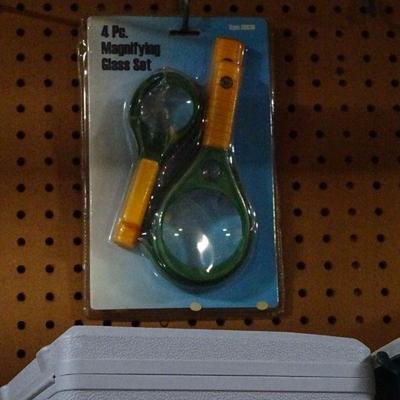 4 Pc.
Magnifying
Glass Set